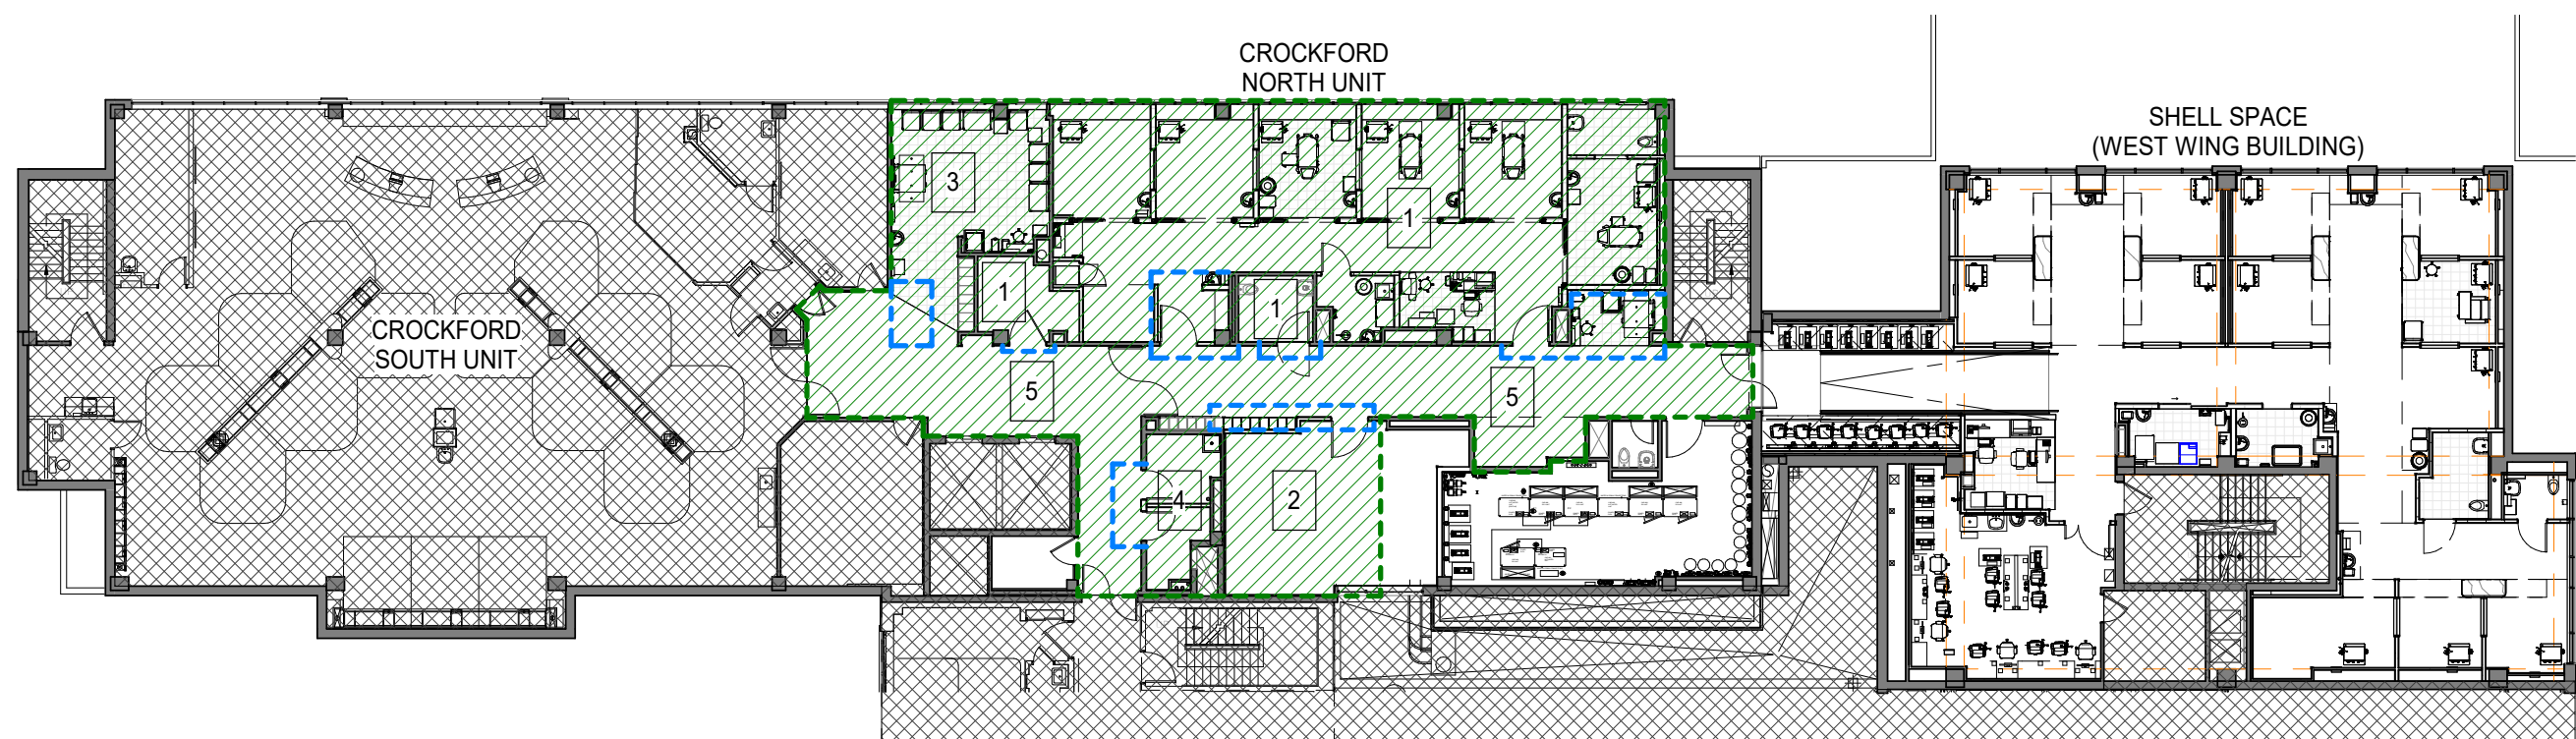 CROCKFORD
NORTH UNIT
SHELL SPACE
(WEST WING BUILDING)
3
1
1
1
CROCKFORD
SOUTH UNIT
5
5
4
2